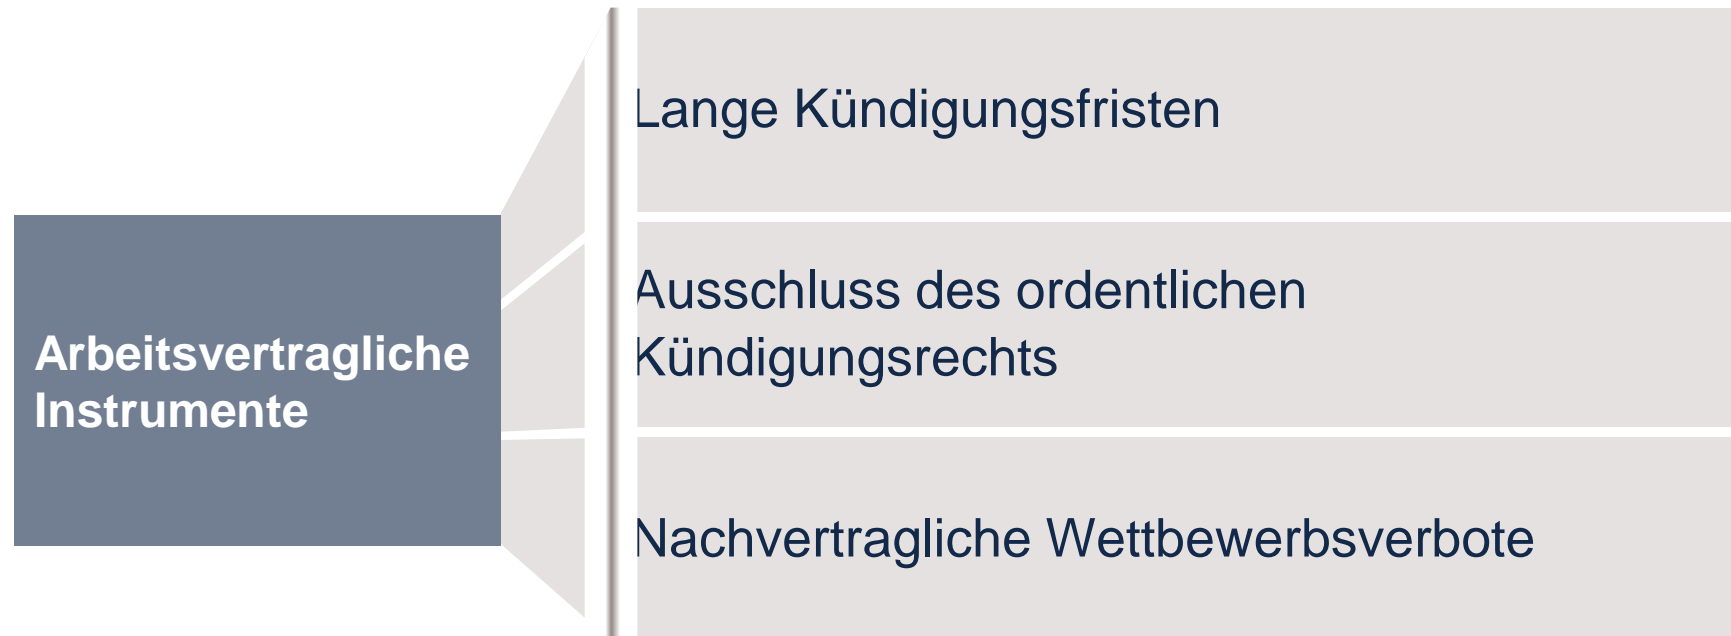 Arbeitsvertragliche
Instrumente
Lange Kündigungsfristen
Ausschluss des ordentlichen
Kündigungsrechts
Nachvertragliche Wettbewerbsverbote